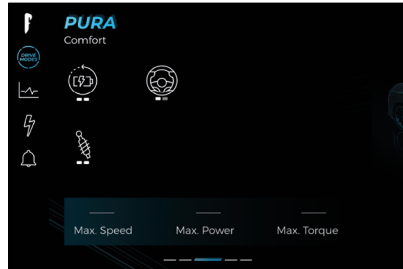 PURA
Comfort
DRIVE
MODES
Max. Speed
Max. Power
Max. Torque